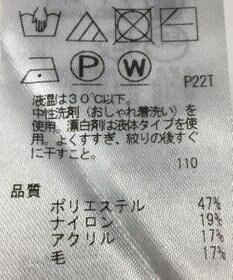 P W P22T
液温は30℃以下。
中性洗剤（おしゃれ着洗い）を
使用。漂白剤は液体タイプを使
用。よくすすぎ、絞りの後すぐ
に干すこと。
110
品質
ポリエステル 47%
ナイロン 19%
アクリル 17%
毛 17%